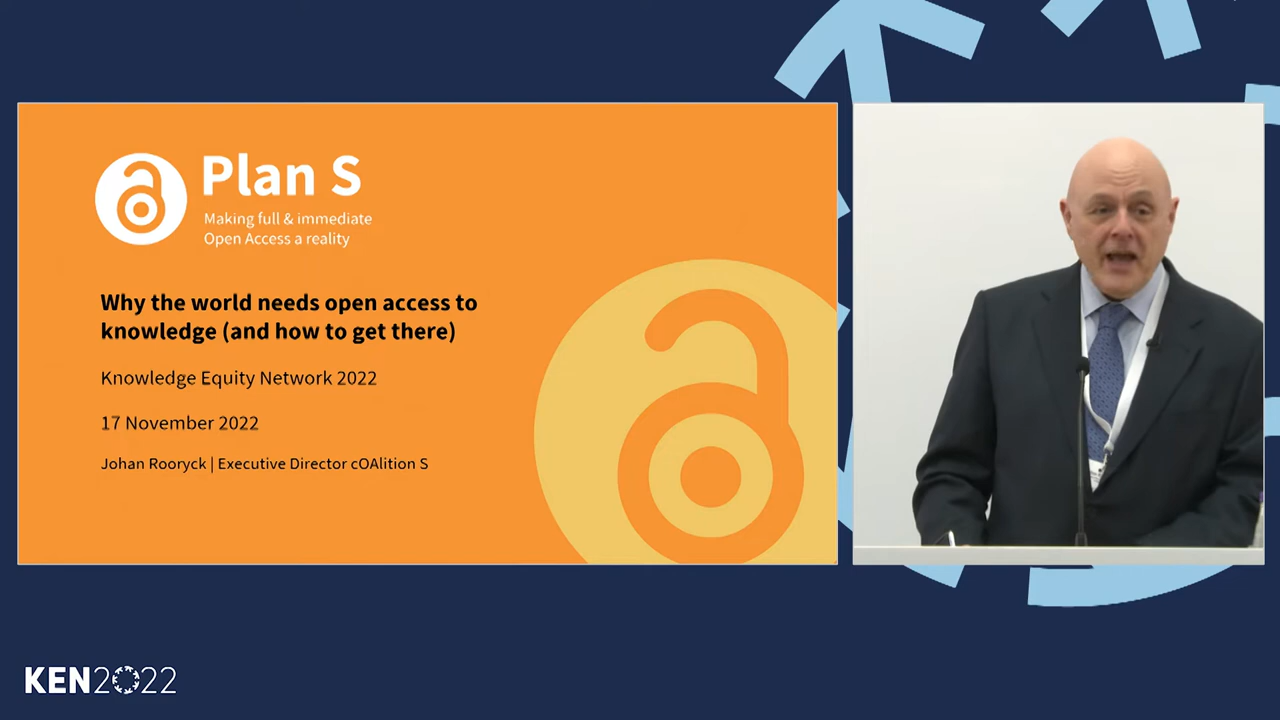 Plan S
Making full & immediate
Open Access a reality
Why the world needs open access to
knowledge (and how to get there)
Knowledge Equity Network 2022
17 November 2022
Johan Rooryck | Executive Director cOAlition S
KEN2022